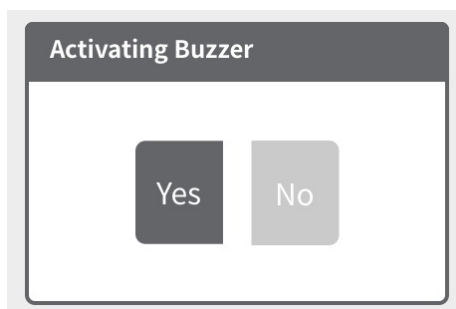 Activating Buzzer
Yes No